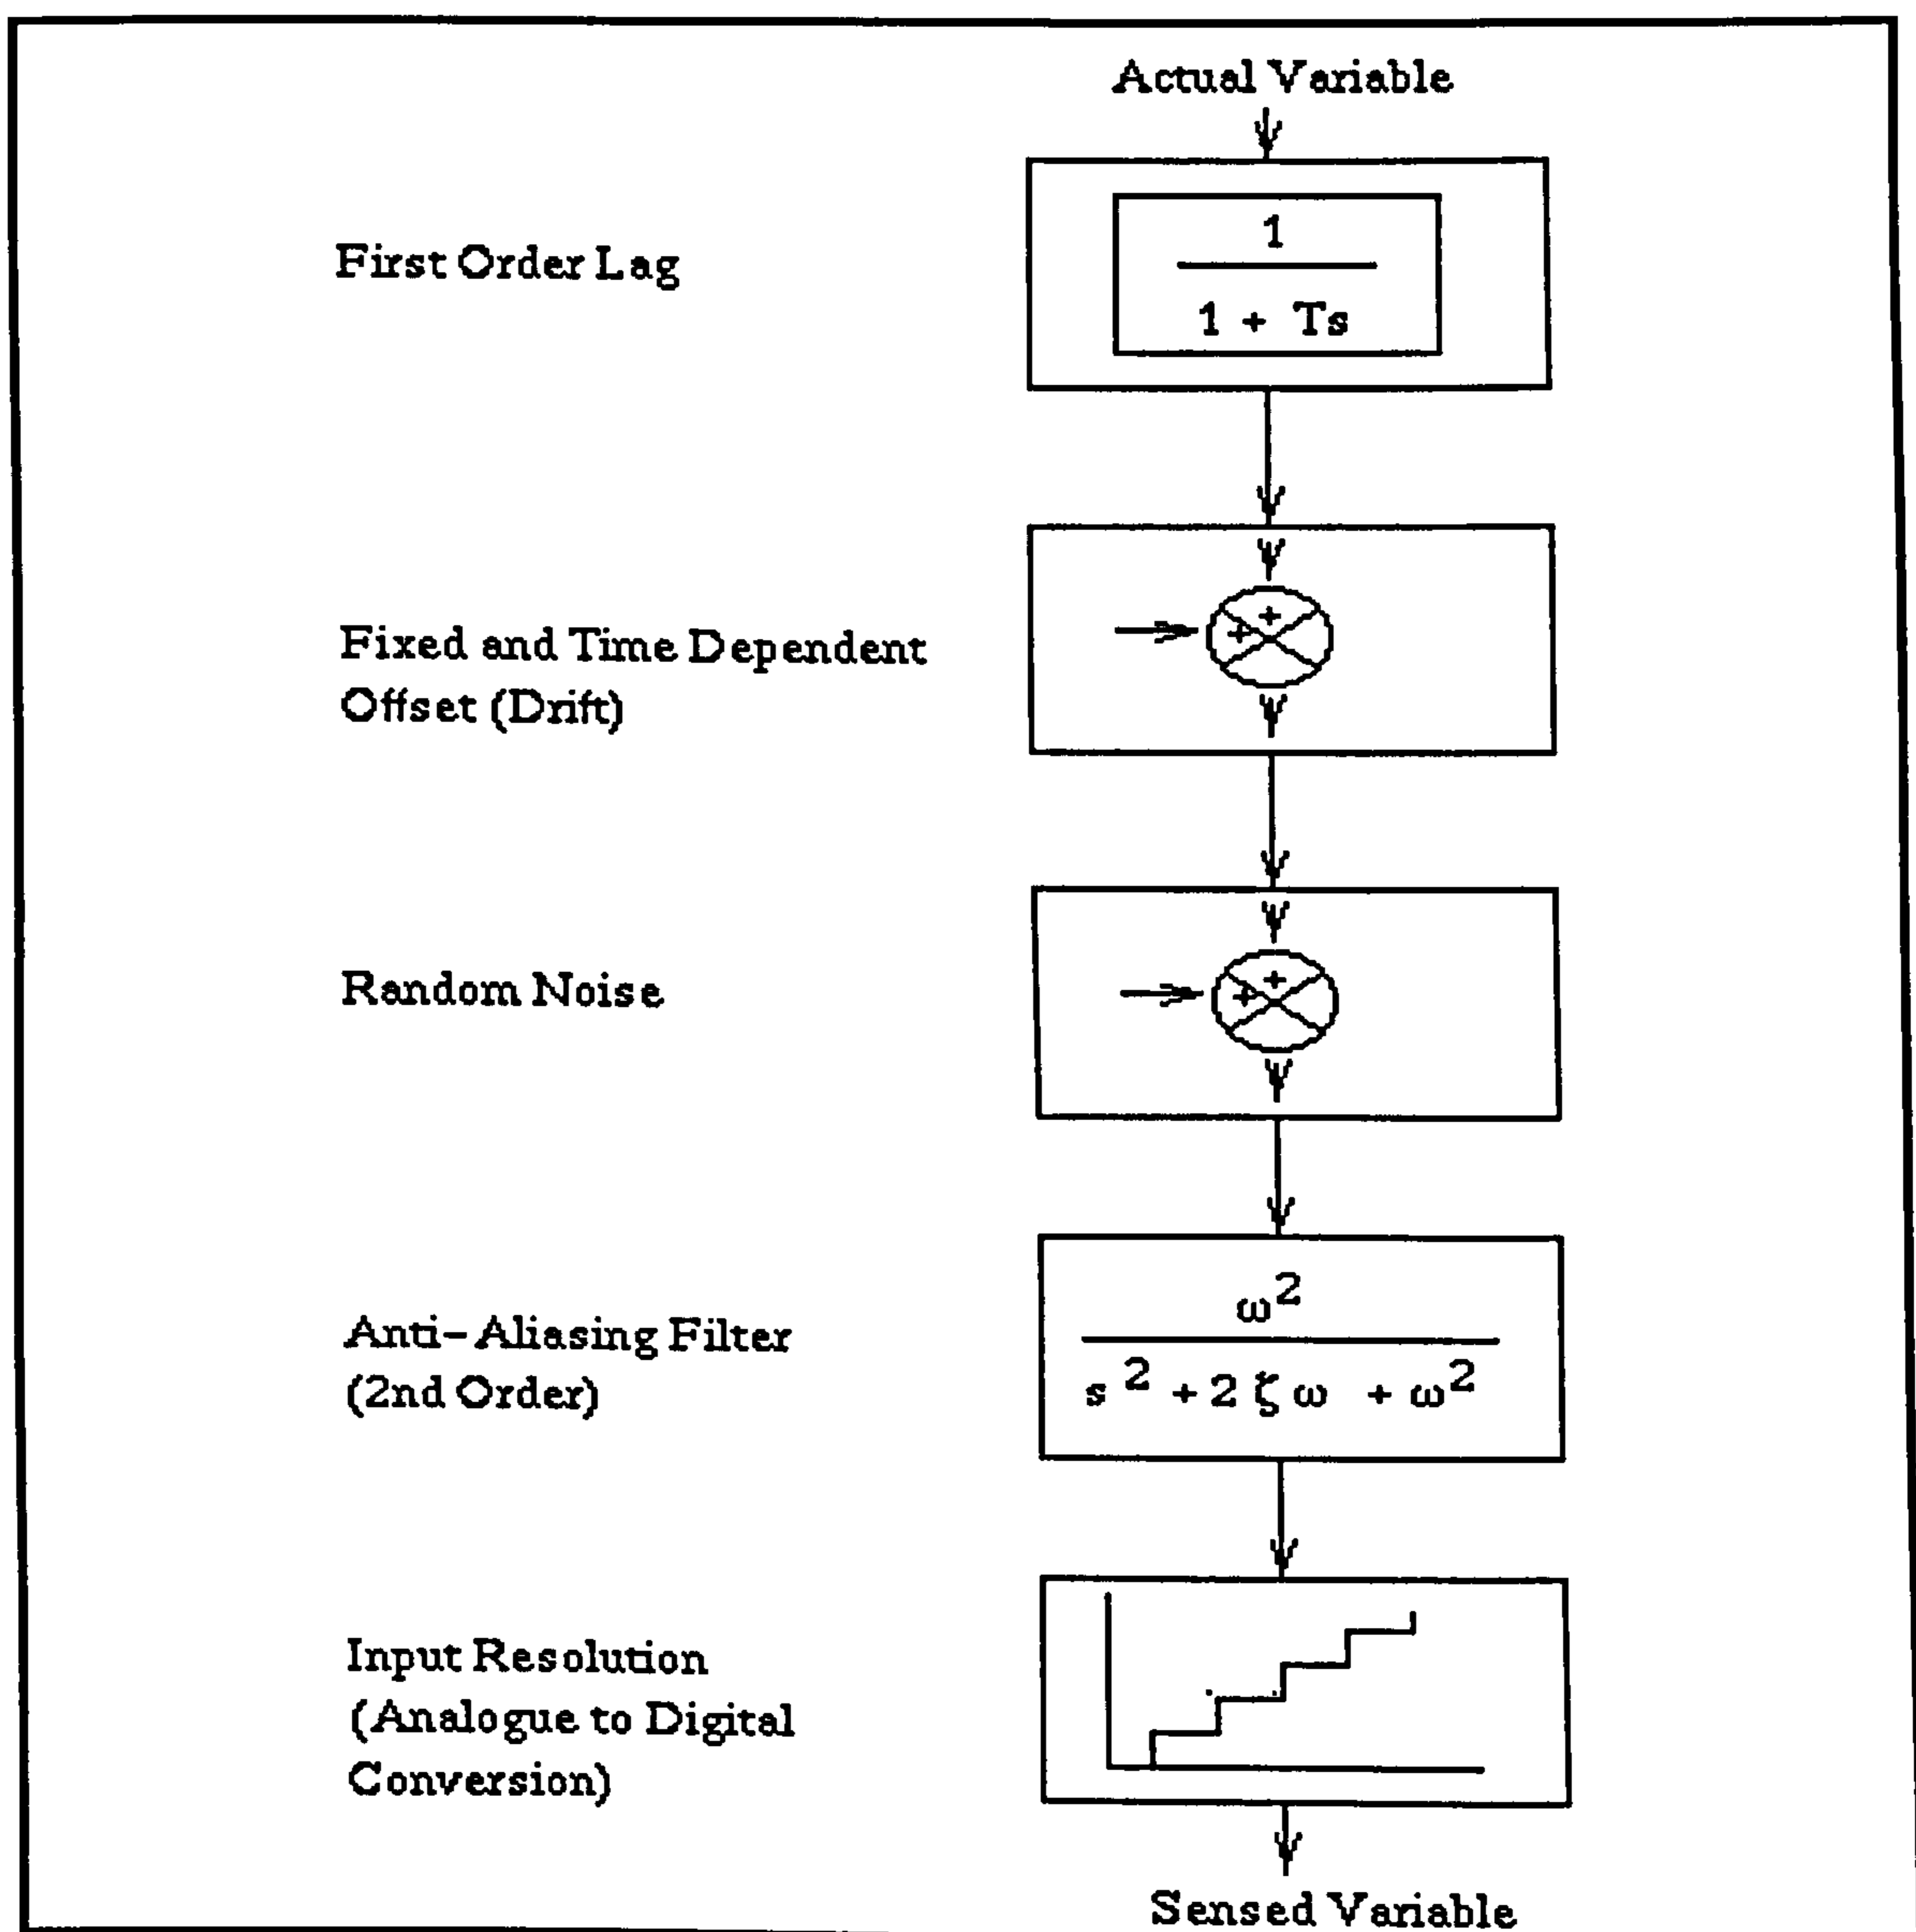 Actual Variable
First Order Lag
1
1 + Ts
Fixed and Time Dependent
Offset (Drift)
+
+
Random Noise
+
+
Anti-Aliasing Filter
(2nd Order)
ω²
s² + 2 ζ ω + ω²
Input Resolution
(Analogue to Digital
Conversion)
Sensed Variable